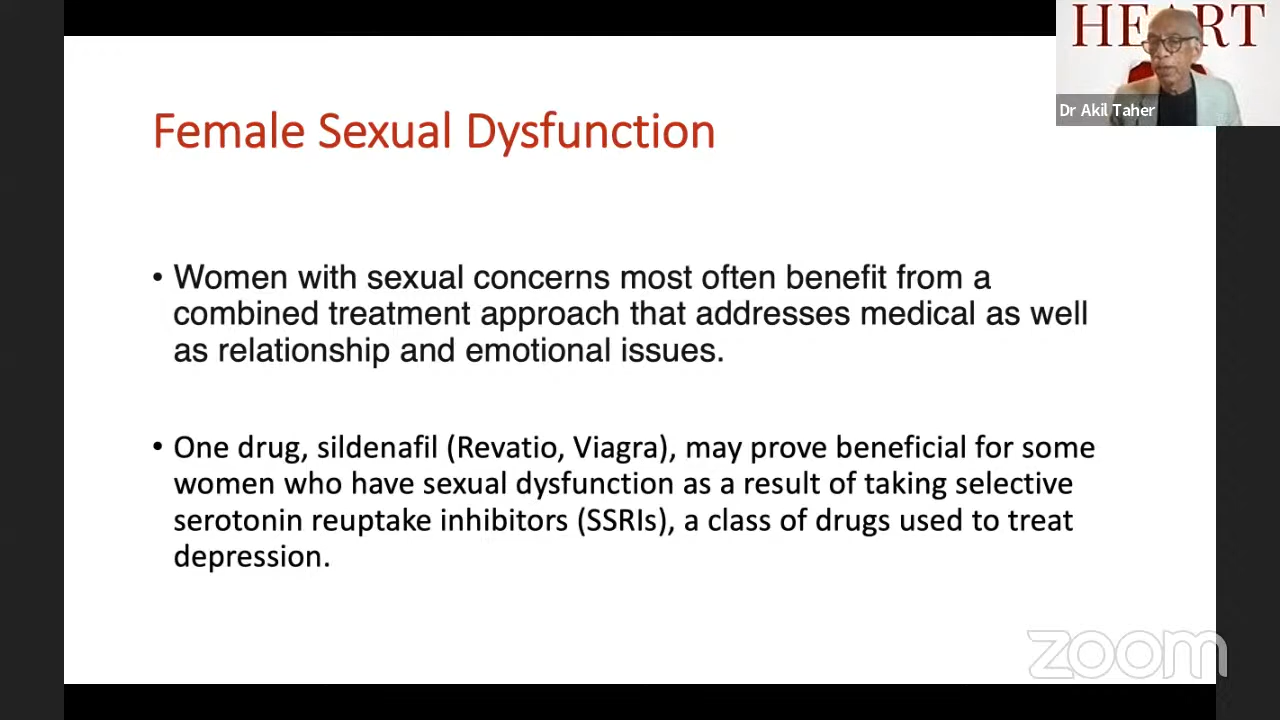 HEART
Dr Akil Taher
Female Sexual Dysfunction
• Women with sexual concerns most often benefit from a
combined treatment approach that addresses medical as well
as relationship and emotional issues.
• One drug, sildenafil (Revatio, Viagra), may prove beneficial for some
women who have sexual dysfunction as a result of taking selective
serotonin reuptake inhibitors (SSRIs), a class of drugs used to treat
depression.
zoom